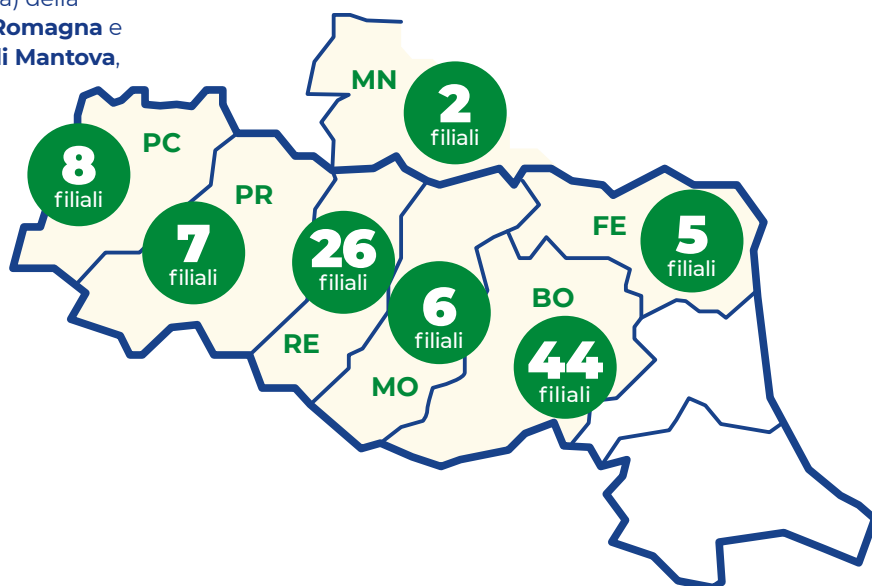 a) della
Romagna e
di Mantova,
MN
2
filiali
PC
8
filiali
PR
7
filiali
26
filiali
RE
6
filiali
MO
FE
5
filiali
BO
44
filiali